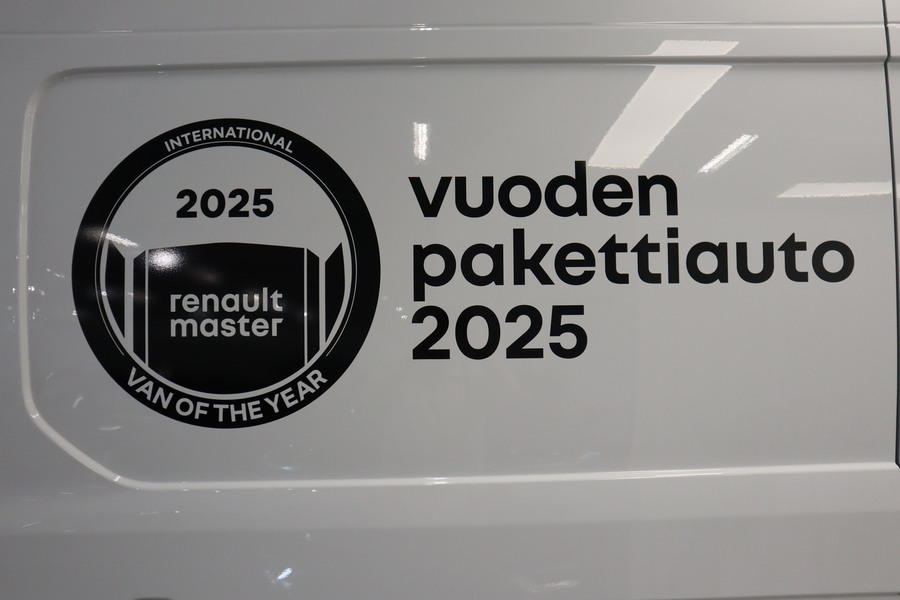 INTERNATIONAL
2025
renault
master
VAN OF THE YEAR
vuoden
pakettiauto
2025